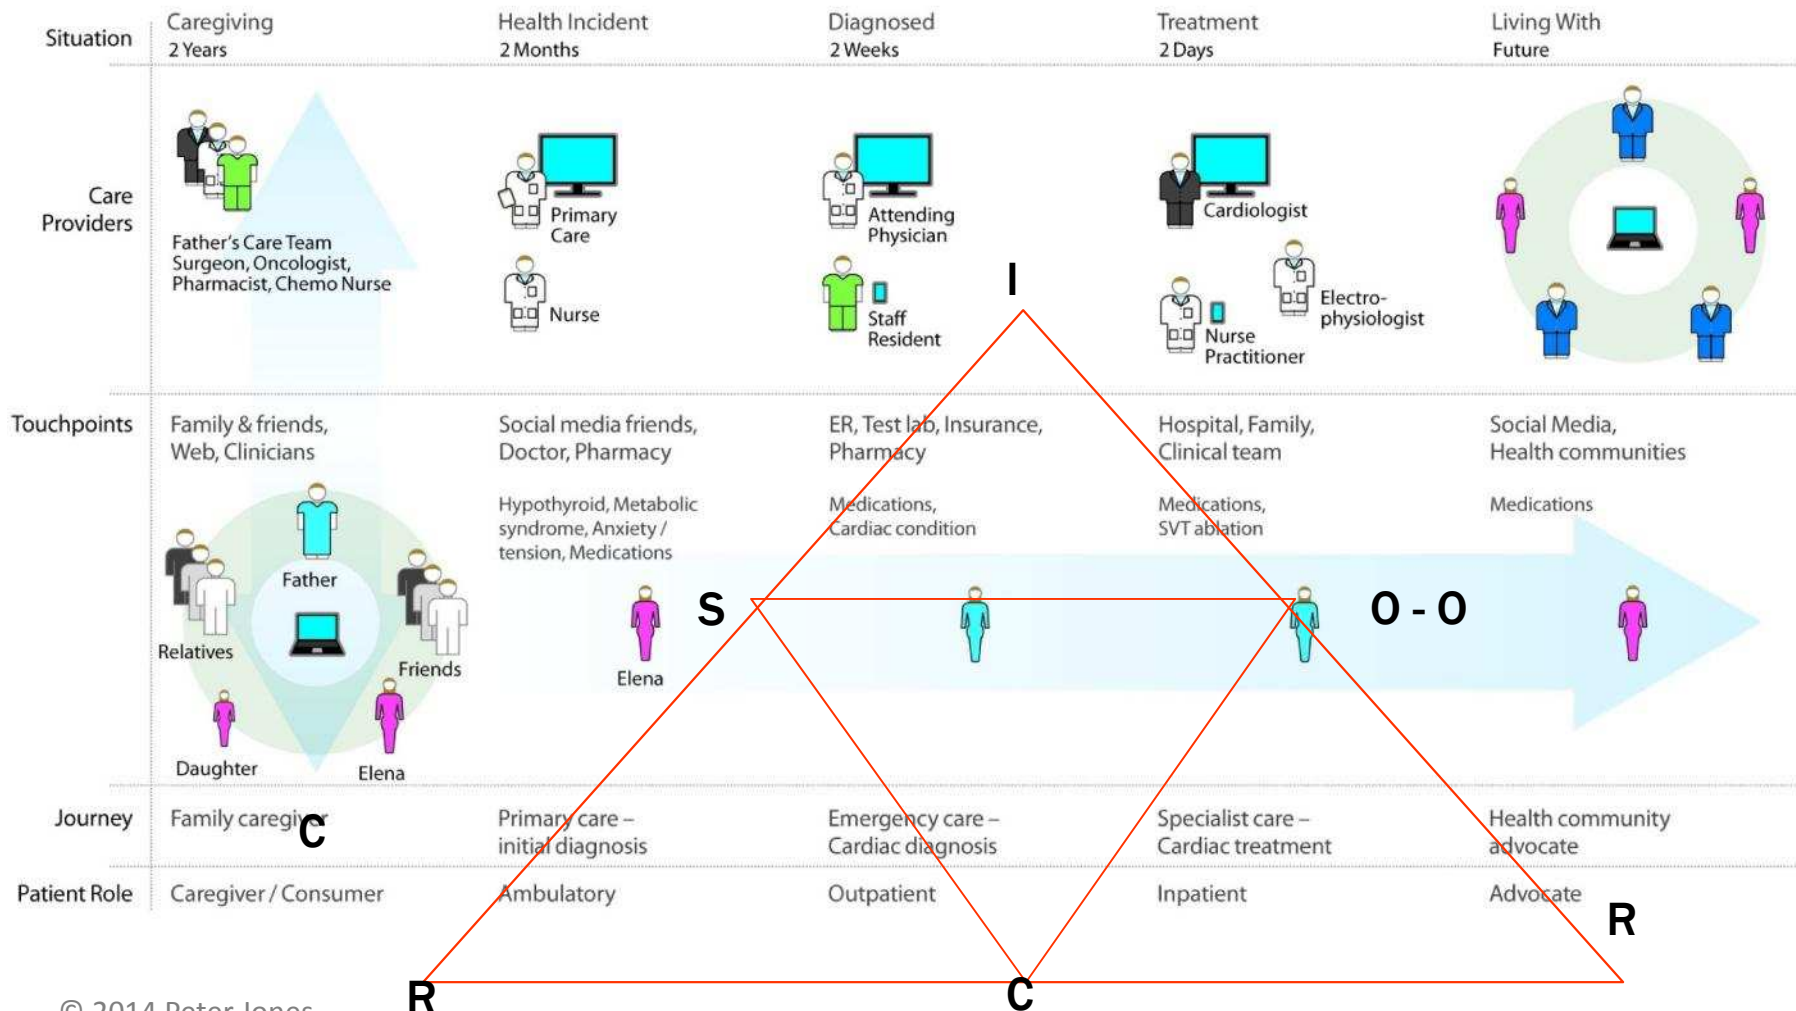 Situation
Caregiving
2 Years
Health Incident
2 Months
Diagnosed
2 Weeks
Treatment
2 Days
Living With
Future
Care
Providers
Father's Care Team
Surgeon, Oncologist,
Pharmacist, Chemo Nurse
Primary
Care
Nurse
Attending
Physician
Staff
Resident
Cardiologist
Nurse
Practitioner
Electro-
physiologist
I
Touchpoints
Family & friends,
Web, Clinicians
Social media friends,
Doctor, Pharmacy
ER, Test lab, Insurance,
Pharmacy
Hospital, Family,
Clinical team
Social Media,
Health communities
Hypothyroid, Metabolic
syndrome, Anxiety /
tension, Medications
Medications,
Cardiac condition
Medications,
SVT ablation
Medications
Father
Relatives
Friends
Daughter
Elena
Elena
S
O - O
Journey
Family caregiver
C
Primary care –
initial diagnosis
Emergency care –
Cardiac diagnosis
Specialist care –
Cardiac treatment
Health community
advocate
Patient Role
Caregiver / Consumer
Ambulatory
Outpatient
Inpatient
Advocate
R
R
C
© 2014 Peter Jones